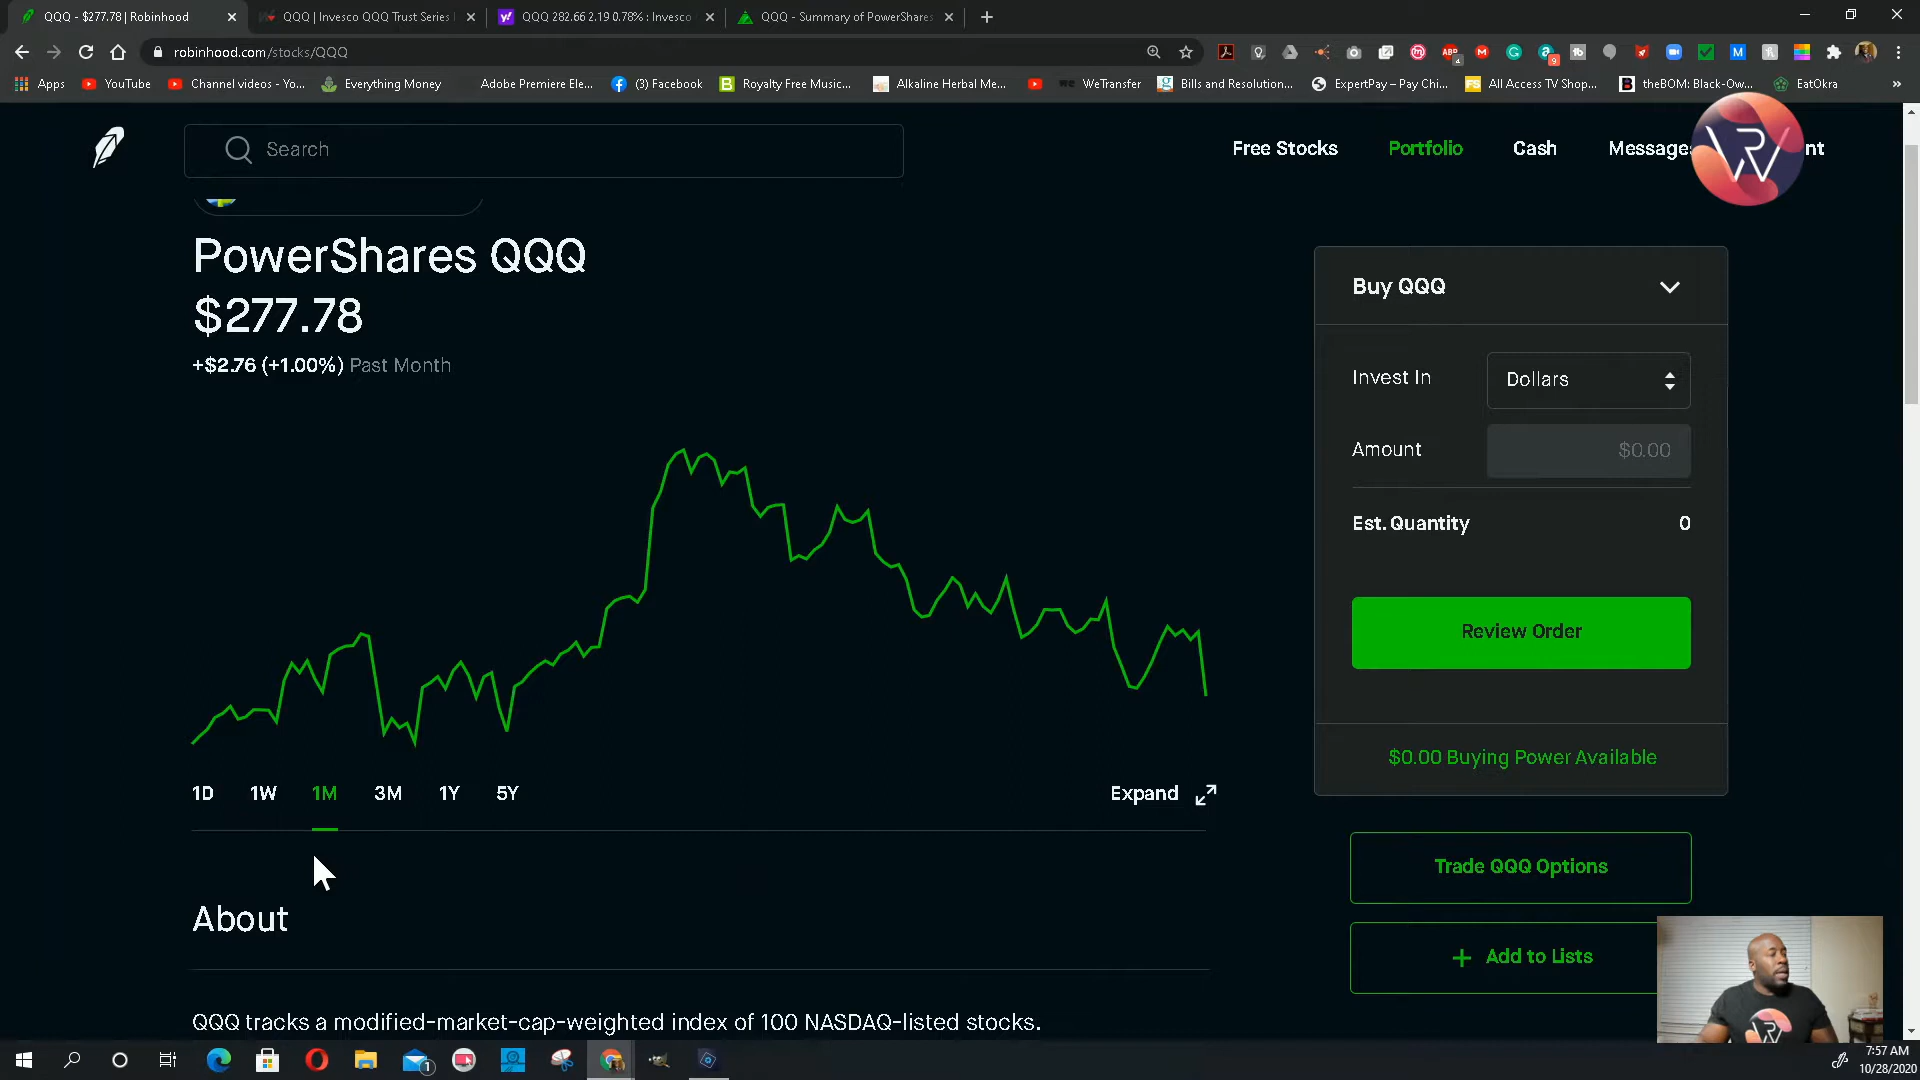 QQQ - $277.78 | Robinhood
QQQ | Invesco QQQ Trust Series
QQQ 282.66 2.19 0.78% : Invesco
QQQ - Summary of PowerShares
robinhood.com/stocks/QQQ
Apps
YouTube
Channel videos - Yo...
Everything Money
Adobe Premiere Ele...
(3) Facebook
Royalty Free Music...
Alkaline Herbal Me...
WeTransfer
Bills and Resolution...
ExpertPay – Pay Chi...
All Access TV Shop...
theBOM: Black-Ow...
EatOkra
Search
Free Stocks
Portfolio
Cash
Messages
nt
PowerShares QQQ
$277.78
+$2.76 (+1.00%) Past Month
Buy QQQ
Invest In
Dollars
Amount
$0.00
Est. Quantity
0
Review Order
$0.00 Buying Power Available
1D 1W 1M 3M 1Y 5Y
Expand
Trade QQQ Options
About
+ Add to Lists
QQQ tracks a modified-market-cap-weighted index of 100 NASDAQ-listed stocks.
7:57 AM
10/28/2020